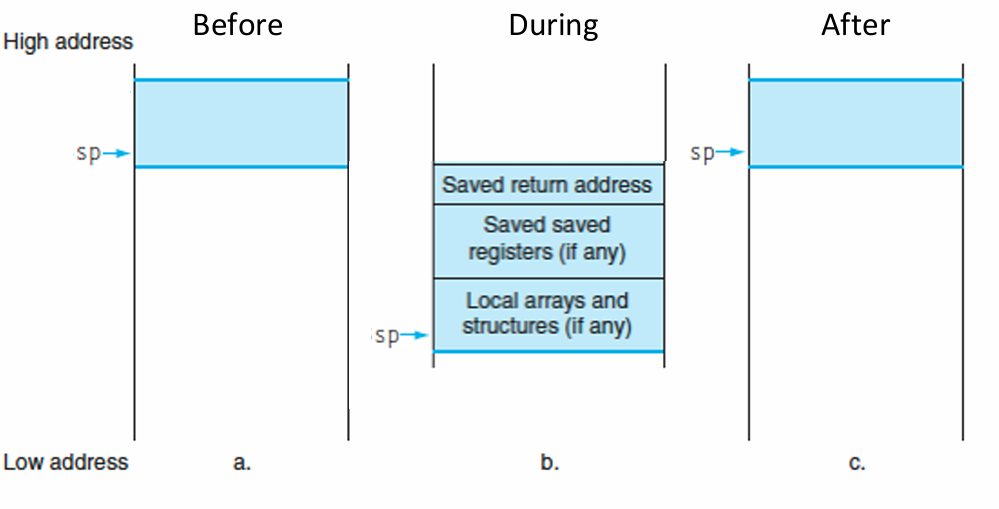 Before
During
After
High address
sp
sp
Saved return address
Saved saved
registers (if any)
Local arrays and
structures (if any)
sp
Low address
a.
b.
c.